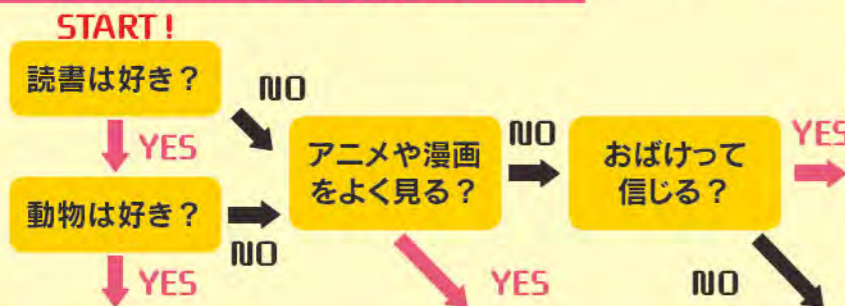 START!
読書は好き？
NO
YES
アニメや漫画
をよく見る？
NO
おばけって
信じる？
YES
動物は好き？
NO
YES
YES
NO